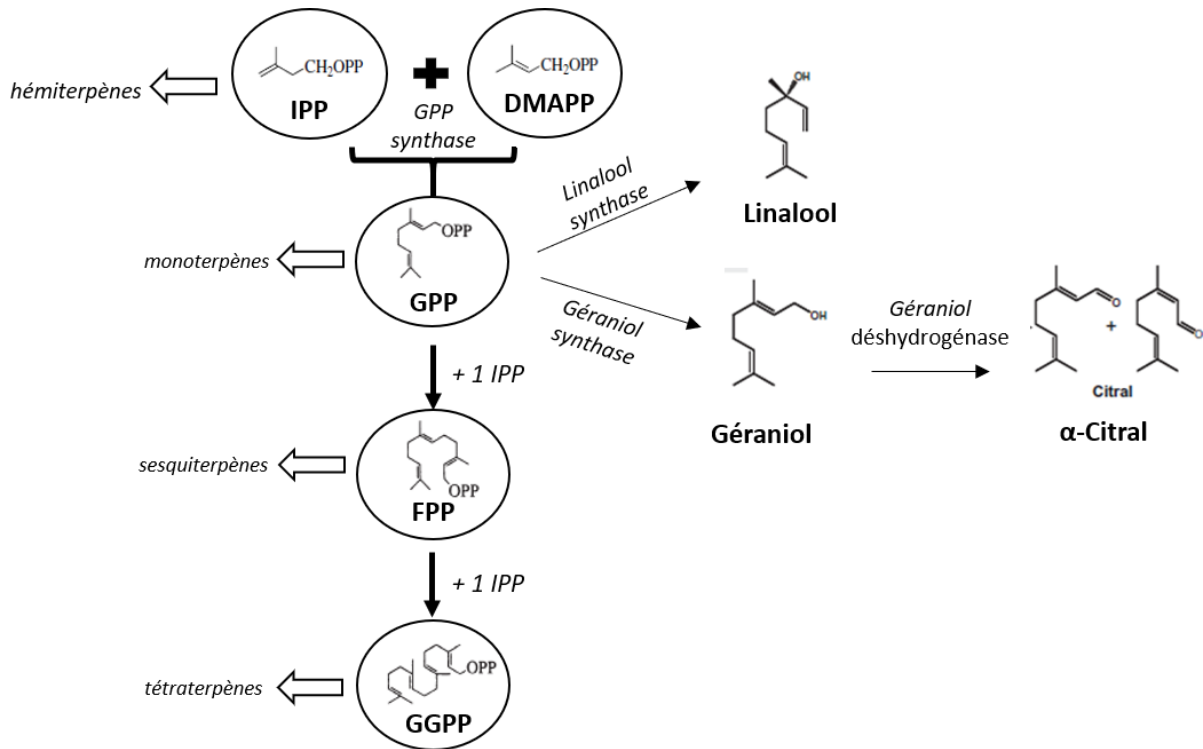 hémiterpènes
CH₂OPP
IPP
GPP
synthase
CH₂OPP
DMAPP
OH
Linalool
Linalool
synthase
monoterpènes
OPP
GPP
Géraniol
synthase
OH
Géraniol
Géraniol
déshydrogénase
O
+
O
Citral
α-Citral
+ 1 IPP
sesquiterpènes
OPP
FPP
+ 1 IPP
tétraterpènes
OPP
GGPP